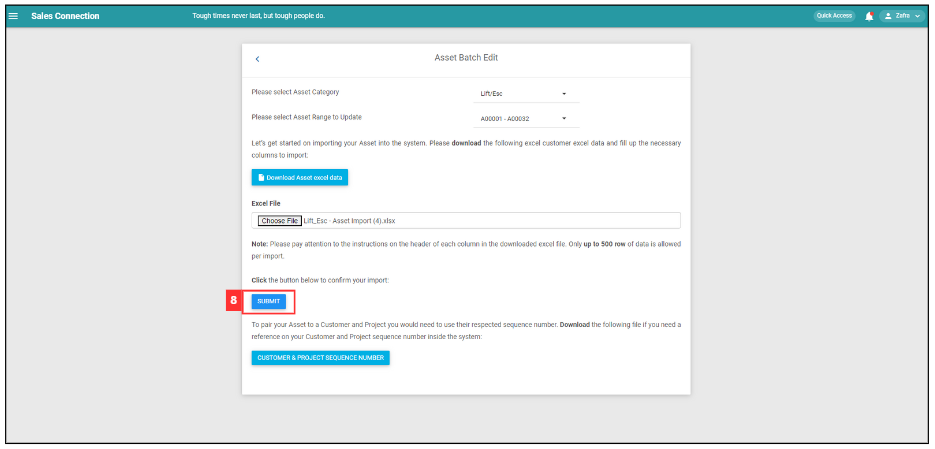 Sales Connection
Tough times never last, but tough people do.
Quick Access
Zafra
Asset Batch Edit
Please select Asset Category
Lift/Esc
Please select Asset Range to Update
A00001 - A00032
Let's get started on importing your Asset into the system. Please download the following excel customer excel data and fill up the necessary
columns to import:
Download Asset excel data
Excel File
Choose File Lift_Esc - Asset Import (4).xlsx
Note: Please pay attention to the instructions on the header of each column in the downloaded excel file. Only up to 500 row of data is allowed
per import.
Click the button below to confirm your import:
8 SUBMIT
To pair your Asset to a Customer and Project you would need to use their respected sequence number. Download the following file if you need a
reference on your Customer and Project sequence number inside the system:
CUSTOMER & PROJECT SEQUENCE NUMBER